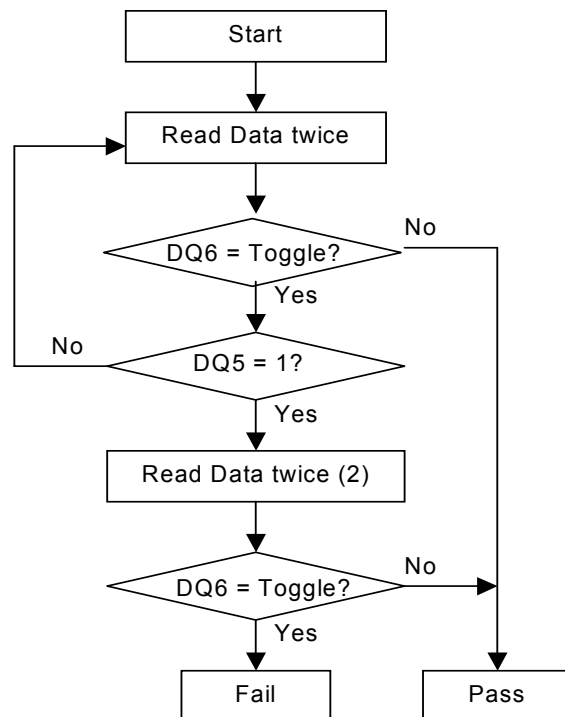 Start
Read Data twice
DQ6 = Toggle?
No
Yes
No
DQ5 = 1?
Yes
Read Data twice (2)
DQ6 = Toggle?
No
Yes
Fail
Pass